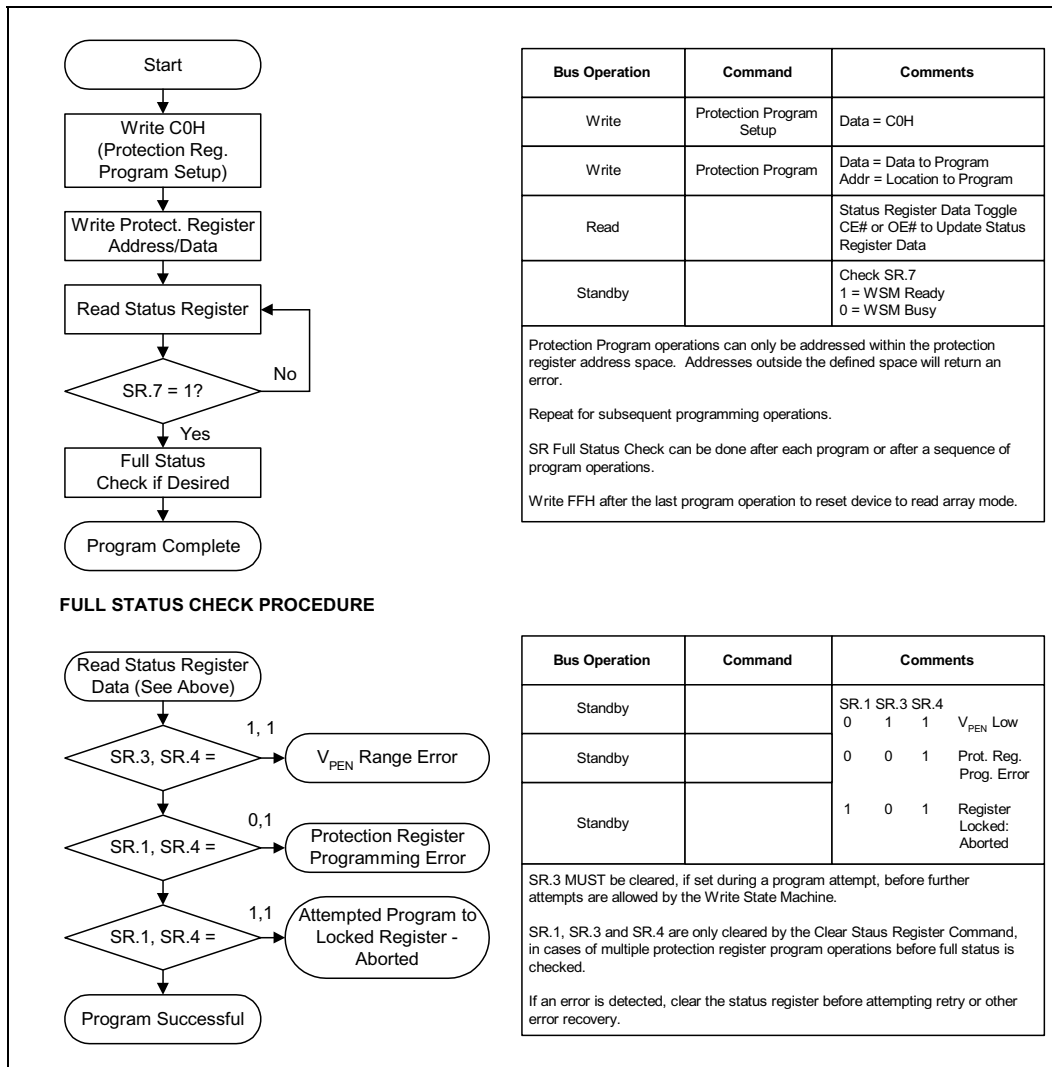 Start
Write C0H
(Protection Reg.
Program Setup)
Write Protect. Register
Address/Data
Read Status Register
No
SR.7 = 1?
Yes
Full Status
Check if Desired
Program Complete
Bus Operation Command Comments
Write Protection Program
Setup Data = C0H
Write Protection Program Data = Data to Program
Addr = Location to Program
Read Status Register Data Toggle
CE# or OE# to Update Status
Register Data
Standby Check SR.7
1 = WSM Ready
0 = WSM Busy
Protection Program operations can only be addressed within the protection
register address space. Addresses outside the defined space will return an
error.
Repeat for subsequent programming operations.
SR Full Status Check can be done after each program or after a sequence of
program operations.
Write FFH after the last program operation to reset device to read array mode.
FULL STATUS CHECK PROCEDURE
Read Status Register
Data (See Above)
1, 1
SR.3, SR.4 =
VPEN Range Error
0,1
SR.1, SR.4 =
Protection Register
Programming Error
1,1
SR.1, SR.4 =
Attempted Program to
Locked Register -
Aborted
Program Successful
Bus Operation Command Comments
Standby SR.1 SR.3 SR.4
0 1 1 VPEN Low
Standby 0 0 1 Prot. Reg.
Prog. Error
Standby 1 0 1 Register
Locked:
Aborted
SR.3 MUST be cleared, if set during a program attempt, before further
attempts are allowed by the Write State Machine.
SR.1, SR.3 and SR.4 are only cleared by the Clear Staus Register Command,
in cases of multiple protection register program operations before full status is
checked.
If an error is detected, clear the status register before attempting retry or other
error recovery.